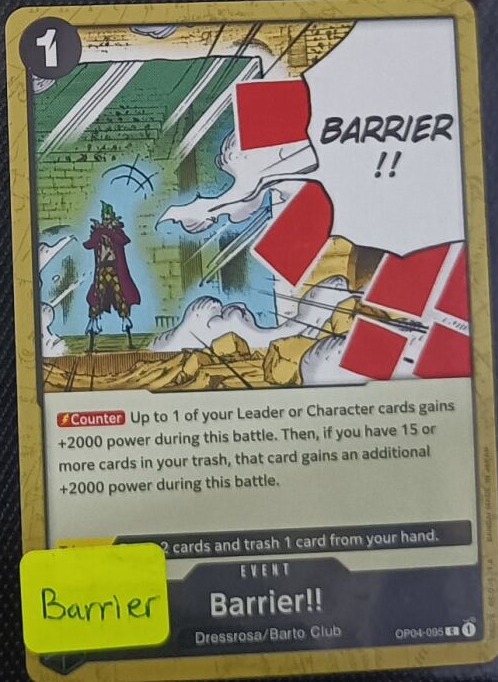 1
BARRIER
!!
Counter Up to 1 of your Leader or Character cards gains
+2000 power during this battle. Then, if you have 15 or
more cards in your trash, that card gains an additional
+2000 power during this battle.
2 cards and trash 1 card from your hand.
EVENT
Barrier!!
Dressrosa/Barto Club
OP04-095 C 1
Barrier